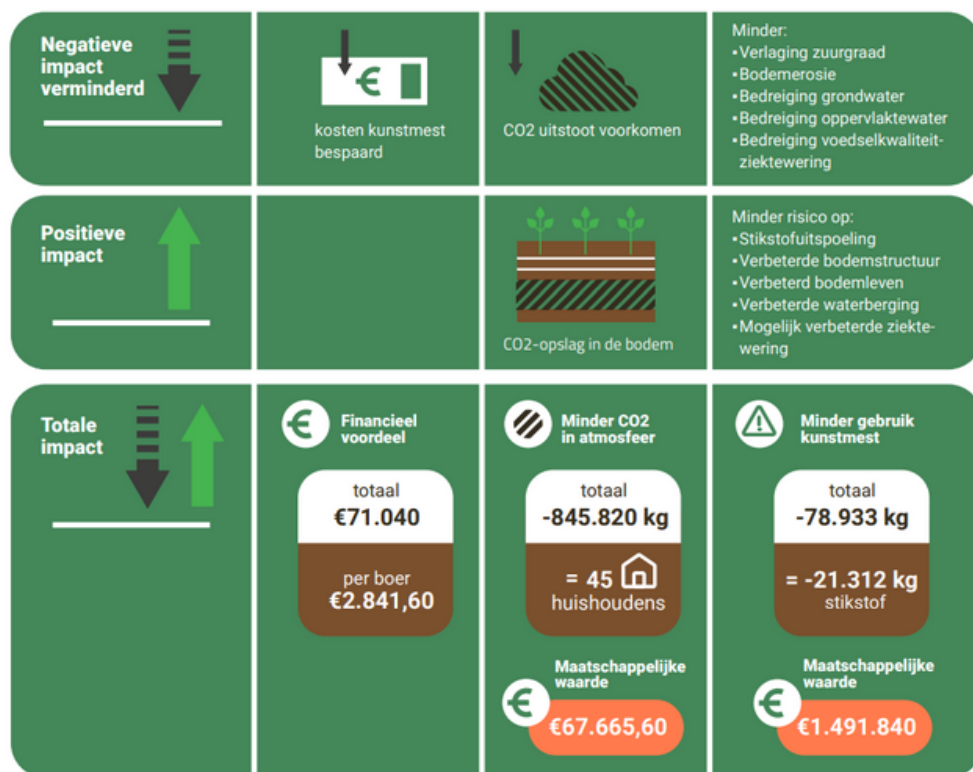 Negatieve
impact
verminderd
€
kosten kunstmest
bespaard
CO2 uitstoot voorkomen
Minder:
•Verlaging zuurgraad
•Bodemerosie
•Bedreiging grondwater
•Bedreiging oppervlaktewater
•Bedreiging voedselkwaliteit-
ziektewering
Positieve
impact
CO2-opslag in de bodem
Minder risico op:
•Stikstofuitspoeling
•Verbeterde bodemstructuur
•Verbeterd bodemleven
•Verbeterde waterberging
•Mogelijk verbeterde ziekte-
wering
Totale
impact
€
Financieel
voordeel
totaal
€71.040
per boer
€2.841,60
Minder CO2
in atmosfeer
totaal
-845.820 kg
= 45
huishoudens
Maatschappelijke
waarde
€
€67.665,60
Minder gebruik
kunstmest
totaal
-78.933 kg
= -21.312 kg
stikstof
Maatschappelijke
waarde
€
€1.491.840